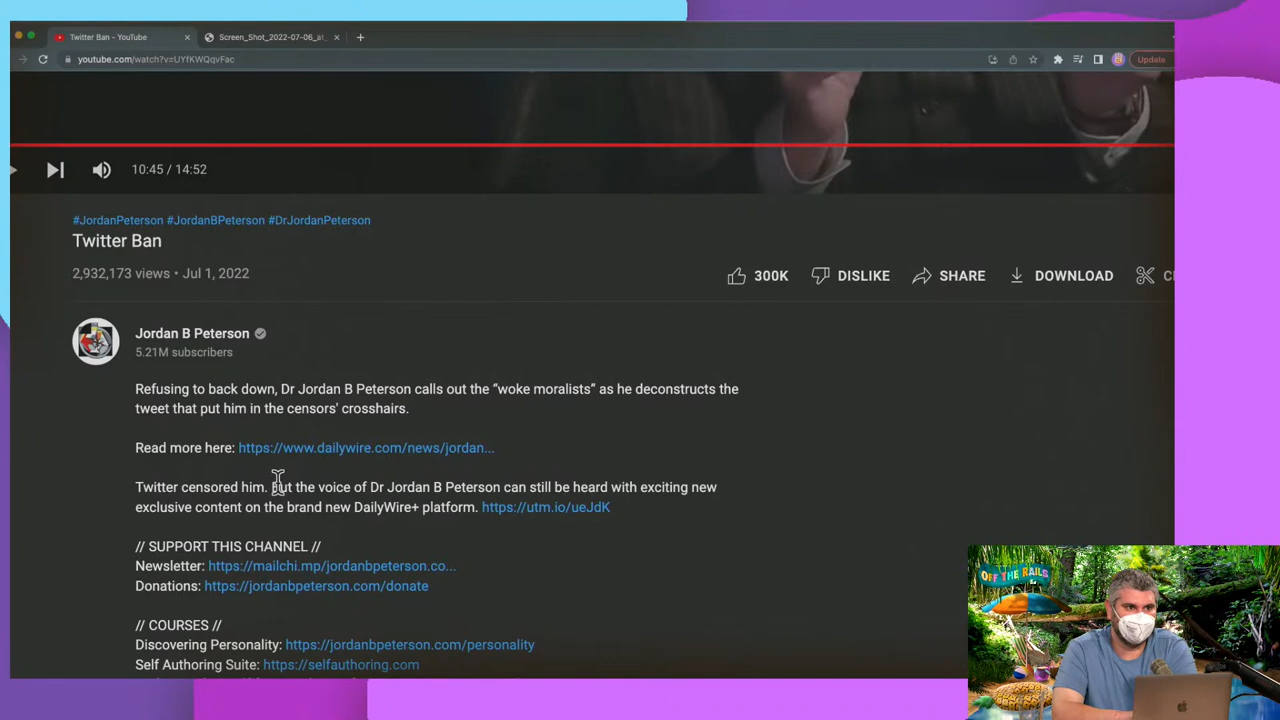 Twitter Ban - YouTube
Screen_Shot_2022-07-06_at_
youtube.com/watch?v=UYfKWQqvFac
Update
10:45 / 14:52
#JordanPeterson #JordanBPeterson #DrJordanPeterson
Twitter Ban
2,932,173 views • Jul 1, 2022
300K DISLIKE SHARE DOWNLOAD
Jordan B Peterson
5.21M subscribers
Refusing to back down, Dr Jordan B Peterson calls out the “woke moralists” as he deconstructs the
tweet that put him in the censors' crosshairs.
Read more here: https://www.dailywire.com/news/jordan...
Twitter censored him. But the voice of Dr Jordan B Peterson can still be heard with exciting new
exclusive content on the brand new DailyWire+ platform. https://utm.io/ueJdK
// SUPPORT THIS CHANNEL //
Newsletter: https://mailchi.mp/jordanbpeterson.co...
Donations: https://jordanbpeterson.com/donate
// COURSES //
Discovering Personality: https://jordanbpeterson.com/personality
Self Authoring Suite: https://selfauthoring.com
OFF THE RAILS